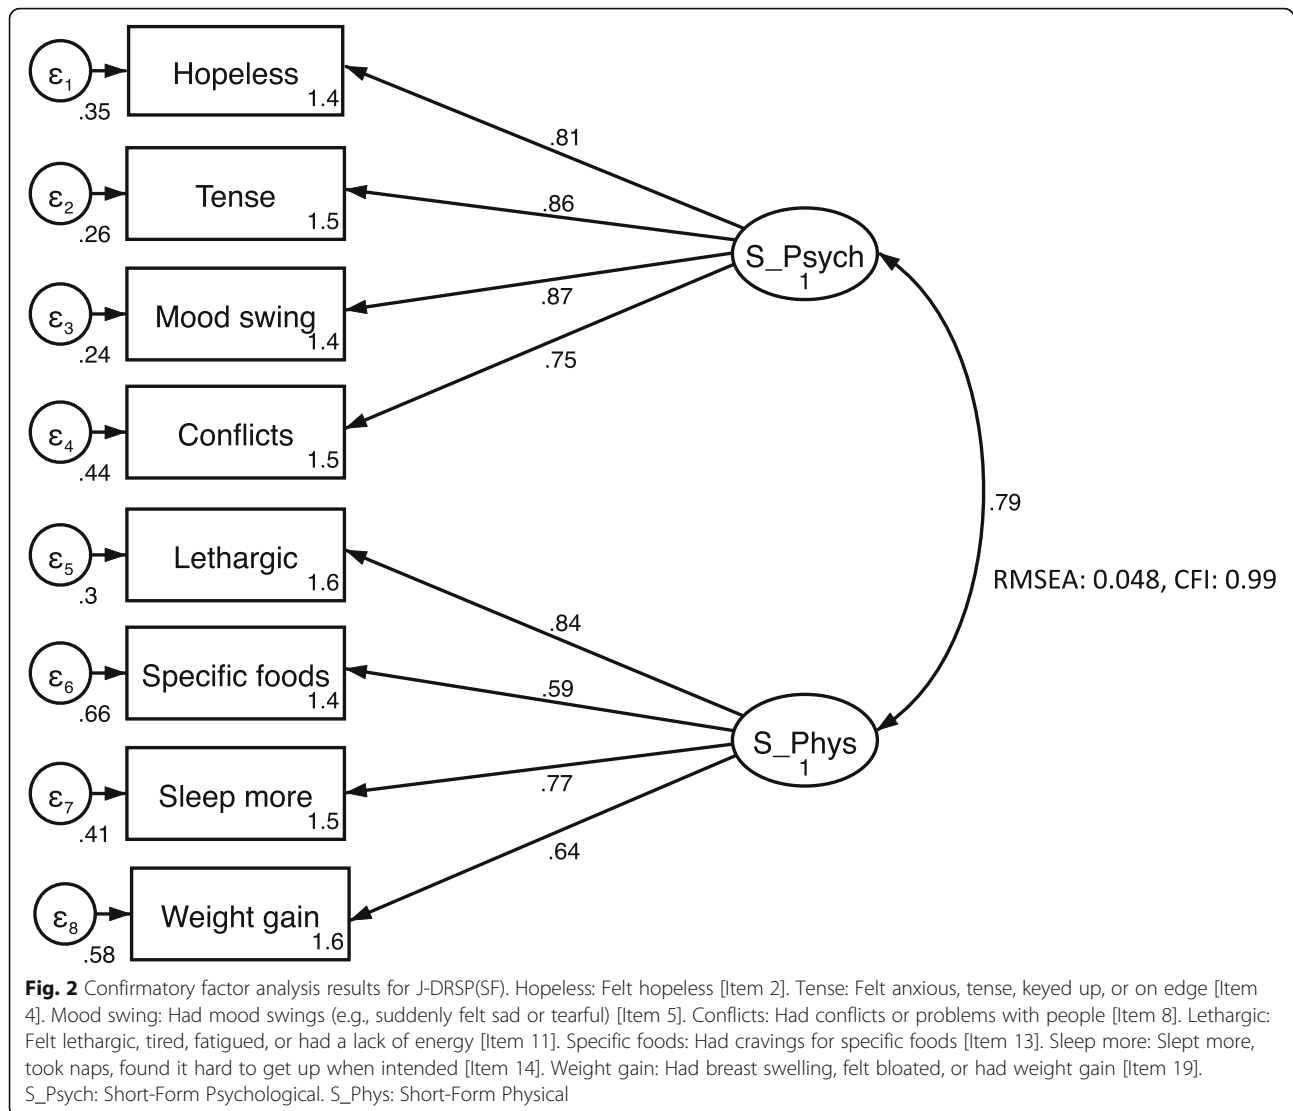 ε1
.35
Hopeless
1.4
.81
ε2
.26
Tense
1.5
.86
S_Psych
1
ε3
.24
Mood swing
1.4
.87
ε4
.44
Conflicts
1.5
.75
.79
RMSEA: 0.048, CFI: 0.99
ε5
.3
Lethargic
1.6
.84
ε6
.66
Specific foods
1.4
.59
S_Phys
1
ε7
.41
Sleep more
1.5
.77
ε8
.58
Weight gain
1.6
.64
Fig. 2 Confirmatory factor analysis results for J-DRSP(SF). Hopeless: Felt hopeless [Item 2]. Tense: Felt anxious, tense, keyed up, or on edge [Item
4]. Mood swing: Had mood swings (e.g., suddenly felt sad or tearful) [Item 5]. Conflicts: Had conflicts or problems with people [Item 8]. Lethargic:
Felt lethargic, tired, fatigued, or had a lack of energy [Item 11]. Specific foods: Had cravings for specific foods [Item 13]. Sleep more: Slept more,
took naps, found it hard to get up when intended [Item 14]. Weight gain: Had breast swelling, felt bloated, or had weight gain [Item 19].
S_Psych: Short-Form Psychological. S_Phys: Short-Form Physical